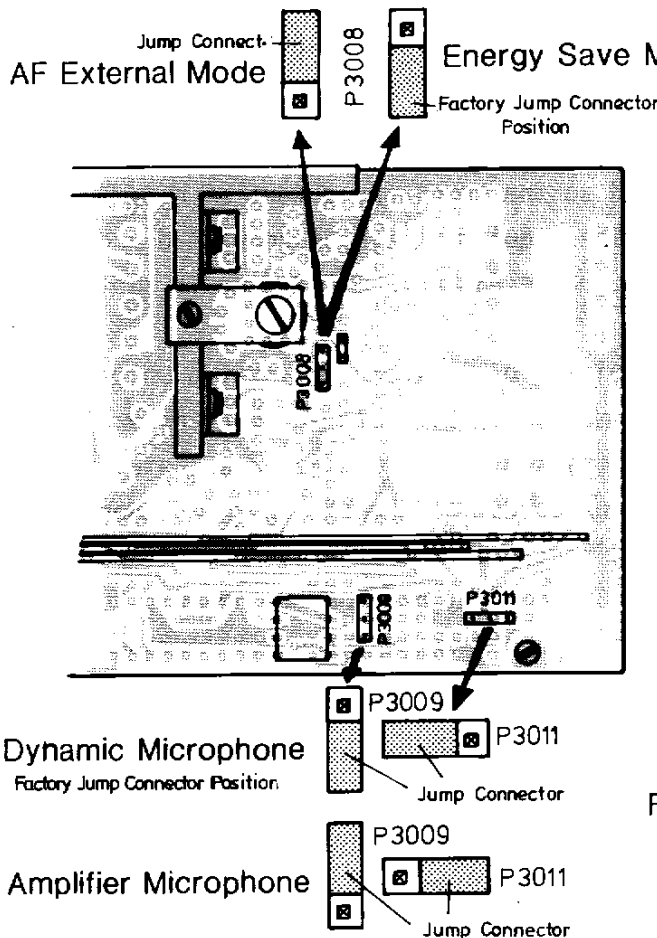 Jump Connect.
AF External Mode
P3008
Energy Save M
Factory Jump Connector
Position
P3008
P3009
P3011
P3009
P3011
Dynamic Microphone
Factory Jump Connector Position
Jump Connector
P3009
P3011
Amplifier Microphone
Jump Connector
F